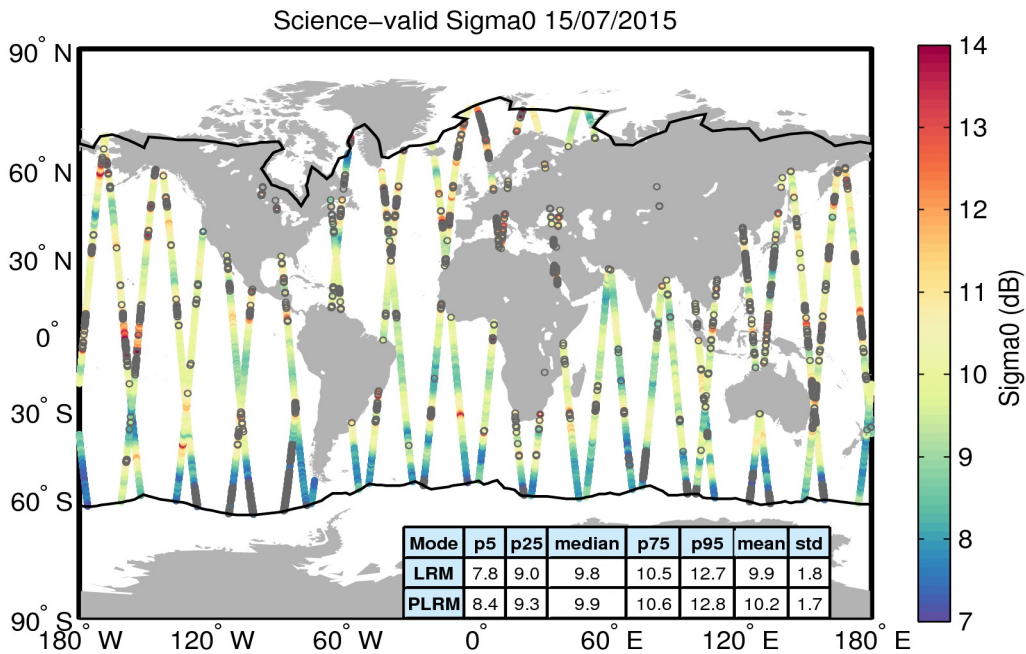 Science−valid Sigma0 15/07/2015
90° N
60° N
30° N
0°
30° S
60° S
90° S
180° W
120° W
60° W
0°
60° E
120° E
180° E
Mode p5 p25 median p75 p95 mean std
LRM 7.8 9.0 9.8 10.5 12.7 9.9 1.8
PLRM 8.4 9.3 9.9 10.6 12.8 10.2 1.7
14
13
12
11
10
9
8
7
Sigma0 (dB)